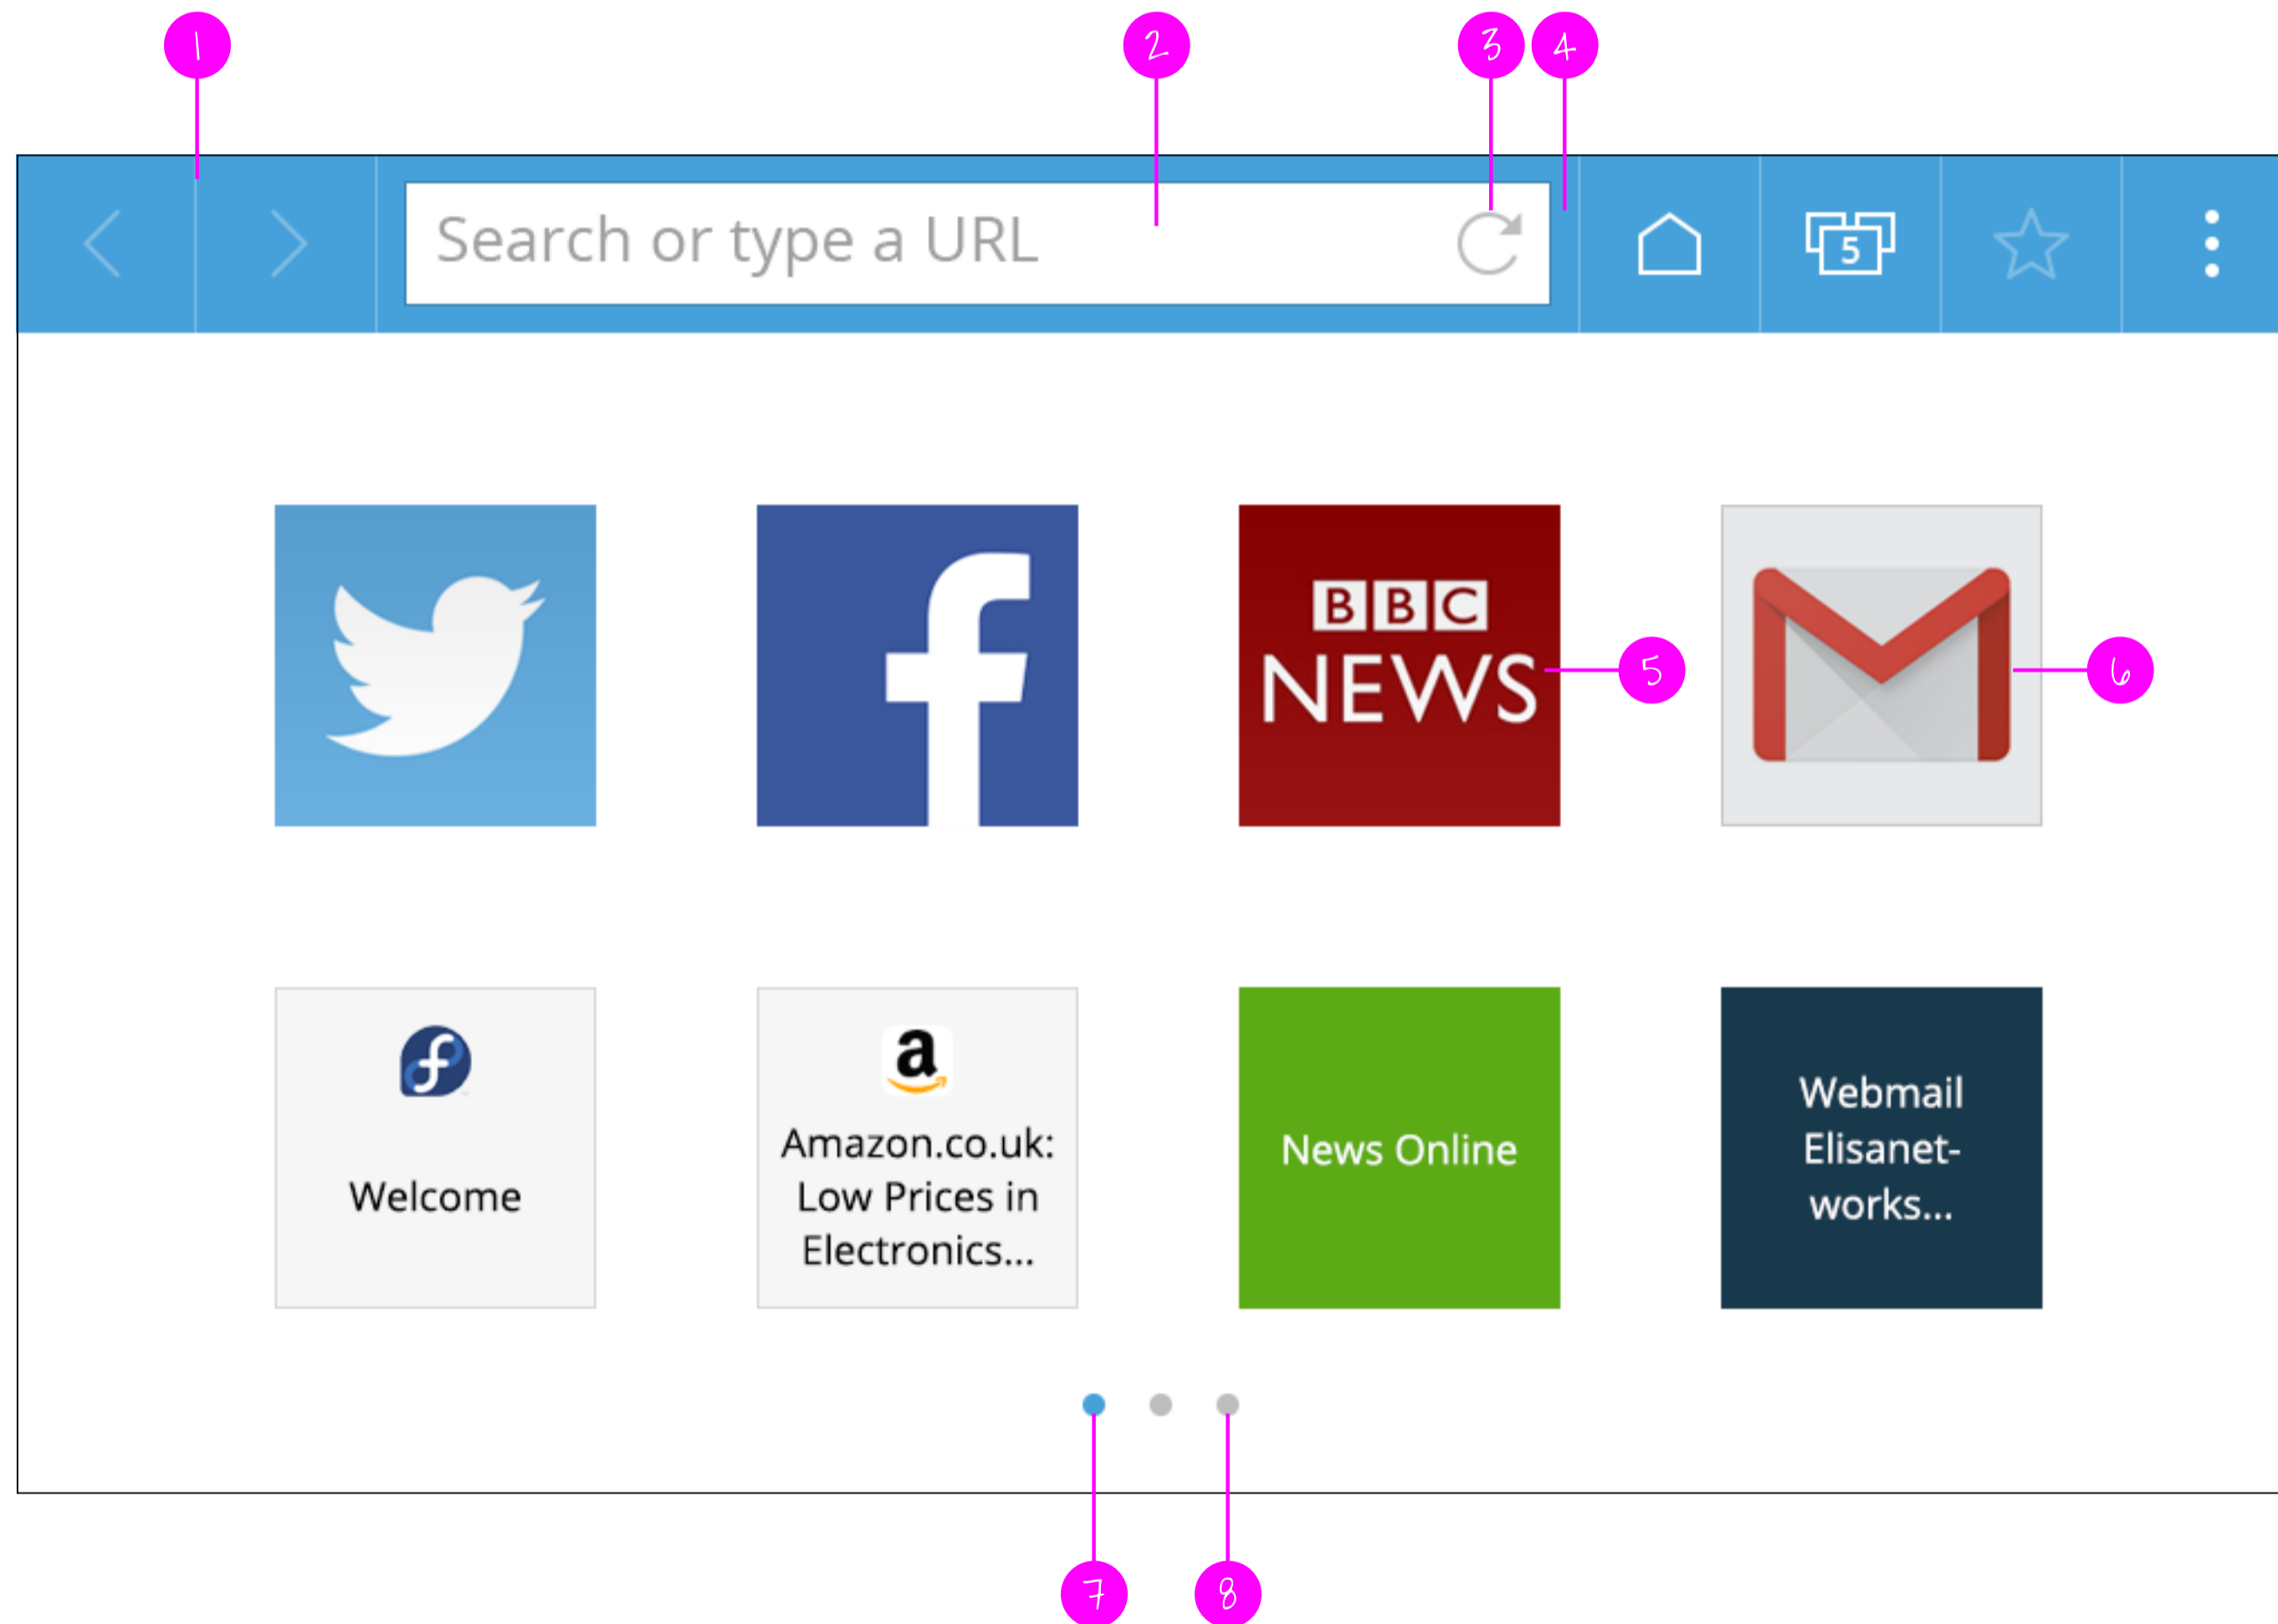 1
2
3
4
Search or type a URL
5
BBC
NEWS
5
6
Welcome
a
Amazon.co.uk:
Low Prices in
Electronics...
News Online
Webmail
Elisanet-
works...
7
8